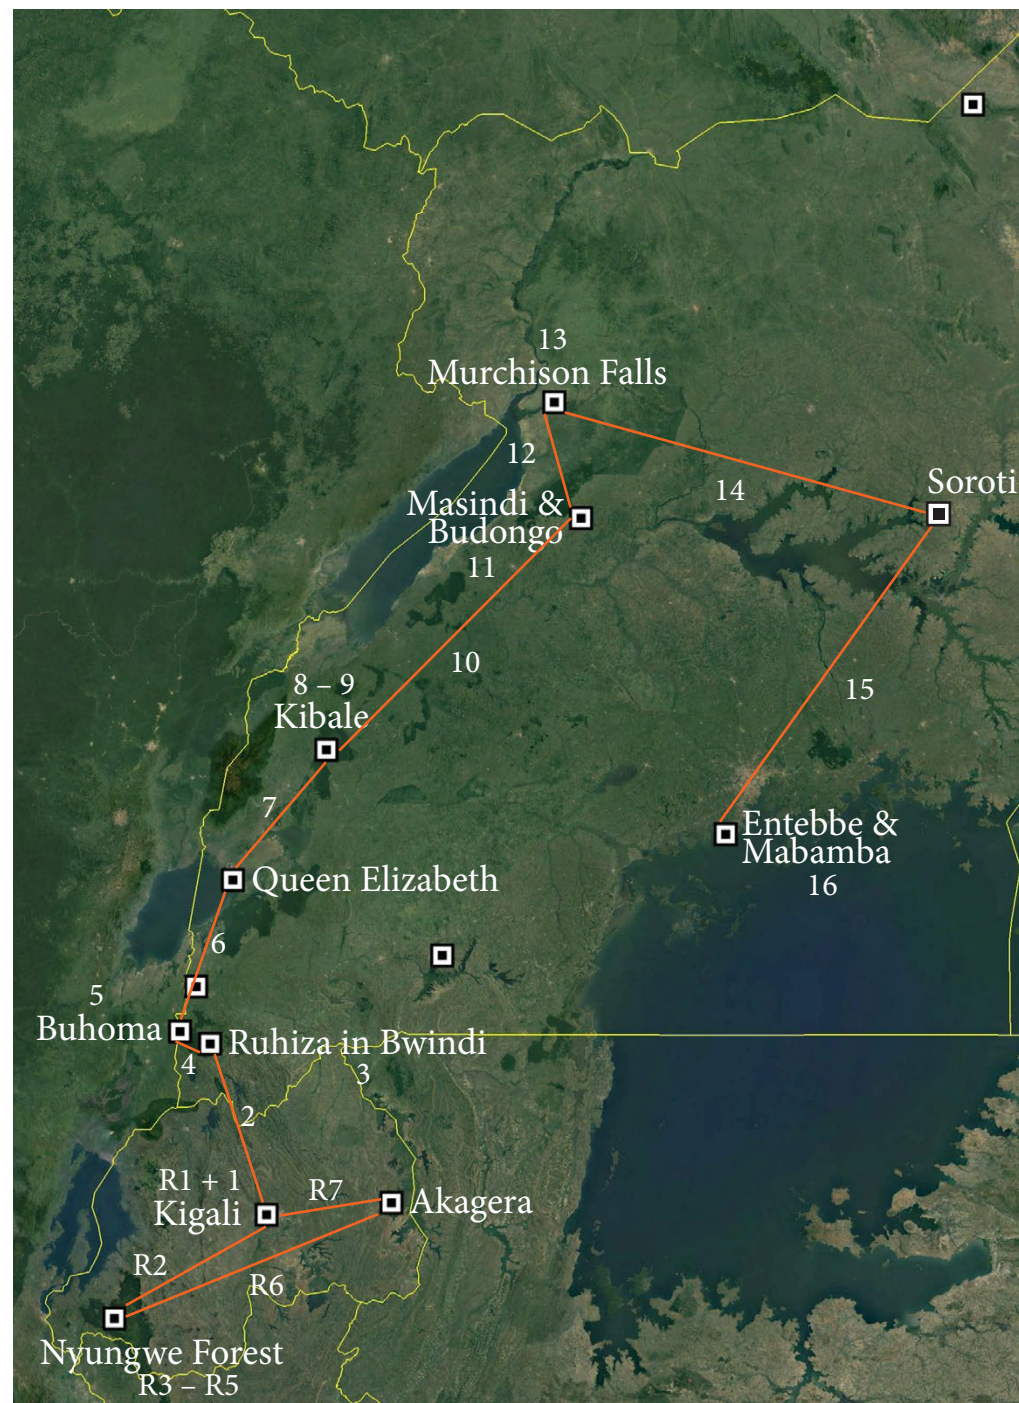 13
Murchison Falls
12
Soroti
14
Masindi &
Budongo
11
10
8 – 9
Kibale
15
7
Entebbe &
Mabamba
16
Queen Elizabeth
6
5
Buhoma
Ruhiza in Bwindi
4
3
2
R1 + 1
Kigali
R7
Akagera
R2
R6
Nyungwe Forest
R3 – R5